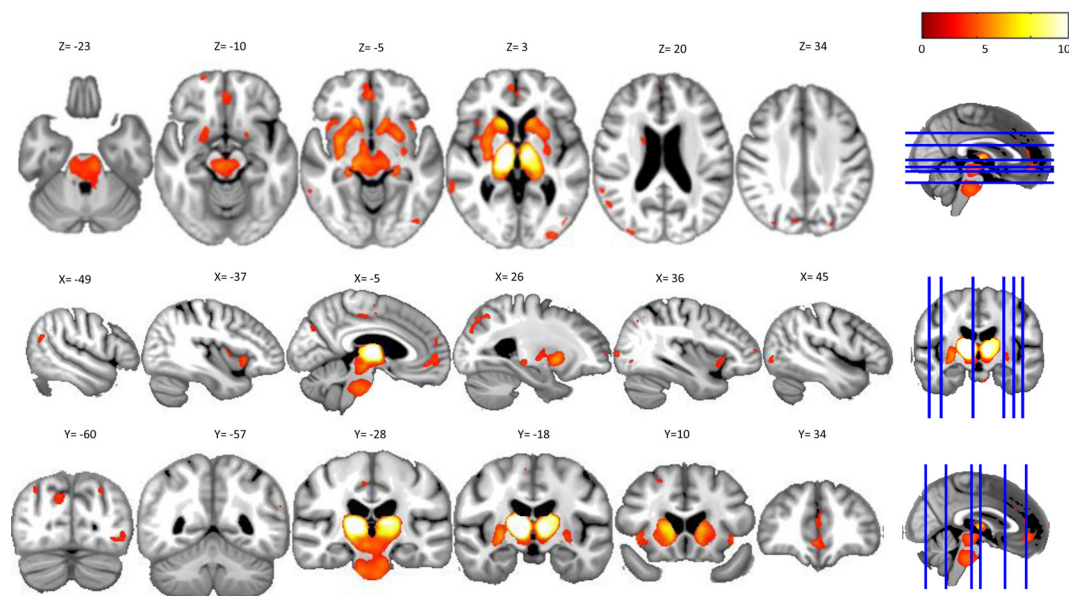 Z= -23 Z= -10 Z= -5 Z= 3 Z= 20 Z= 34
0 5 10
X= -49 X= -37 X= -5 X= 26 X= 36 X= 45
Y= -60 Y= -57 Y= -28 Y= -18 Y=10 Y= 34